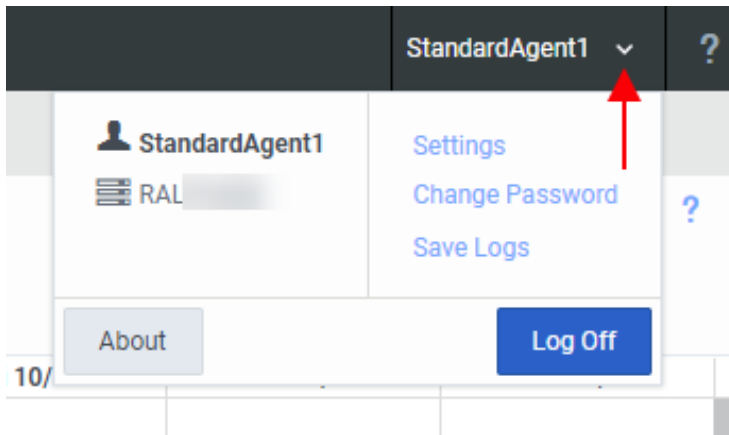 StandardAgent1 ?
StandardAgent1
RAL
Settings
Change Password
Save Logs
?
About
Log Off
10/